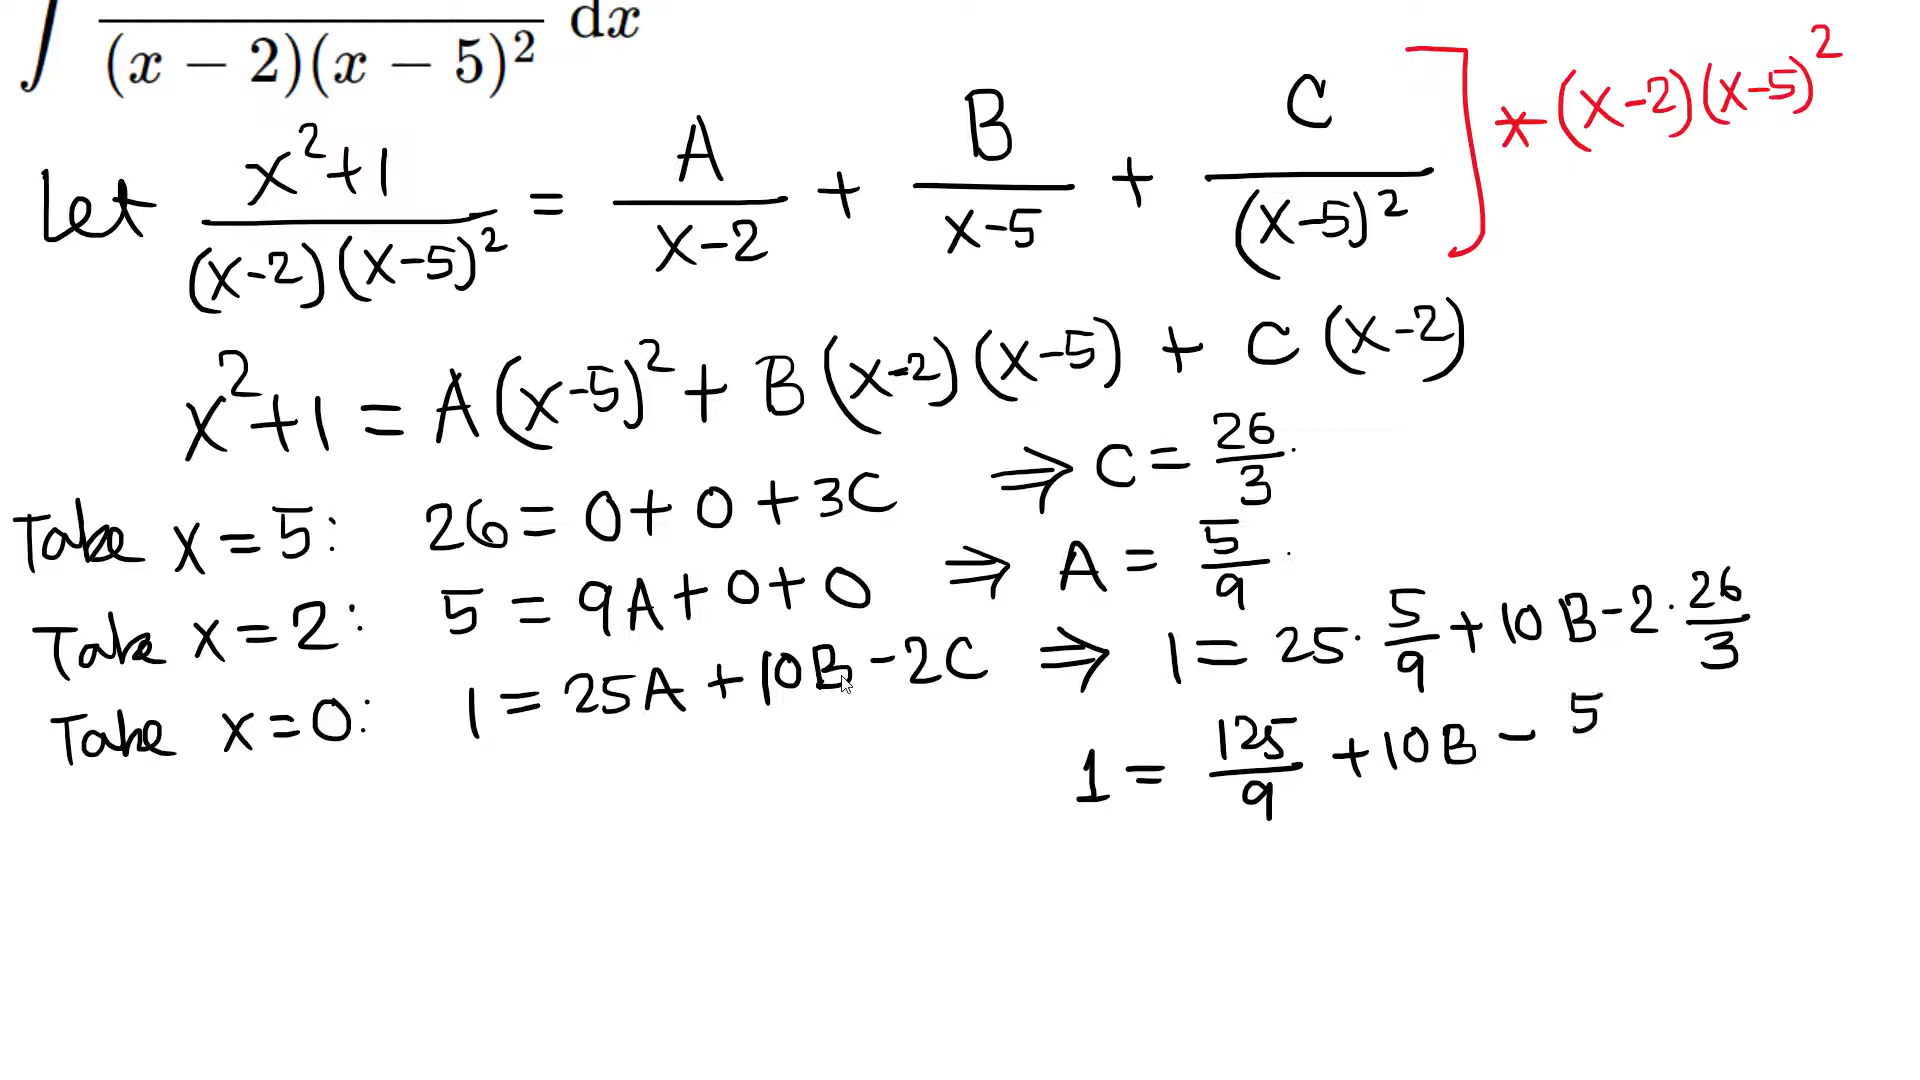 ∫ (x − 2)(x − 5)² dx
Let (x²+1)/((x-2)(x-5)²) = A/(x-2) + B/(x-5) + C/(x-5)² ] * (x-2)(x-5)²
x²+1 = A(x-5)² + B(x-2)(x-5) + C(x-2)
Take x=5: 26 = 0+0+3C ⇒ C = 26/3.
Take x=2: 5 = 9A+0+0 ⇒ A = 5/9.
Take x=0: 1 = 25A+10B-2C ⇒ 1 = 25·5/9+10B-2·26/3
1 = 125/9 +10B - 5